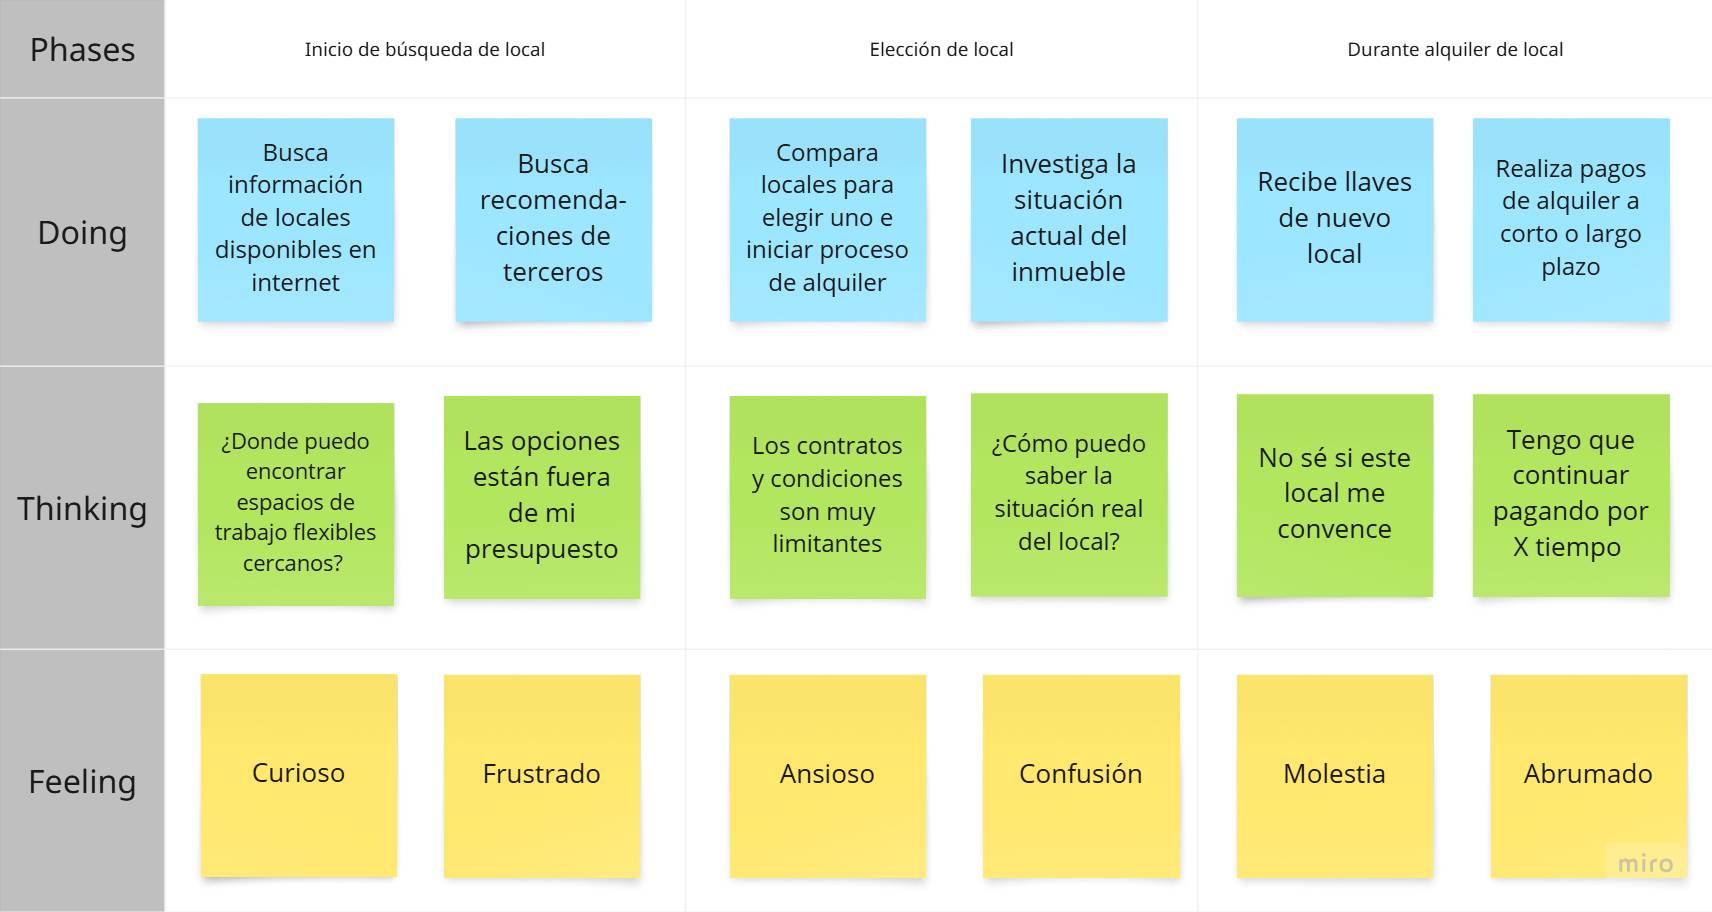 Phases
Inicio de búsqueda de local
Elección de local
Durante alquiler de local
Doing
Busca
información
de locales
disponibles en
internet
Busca
recomenda-
ciones de
terceros
Compara
locales para
elegir uno e
iniciar proceso
de alquiler
Investiga la
situación
actual del
inmueble
Recibe llaves
de nuevo
local
Realiza pagos
de alquiler a
corto o largo
plazo
Thinking
¿Donde puedo
encontrar
espacios de
trabajo flexibles
cercanos?
Las opciones
están fuera
de mi
presupuesto
Los contratos
y condiciones
son muy
limitantes
¿Cómo puedo
saber la
situación real
del local?
No sé si este
local me
convence
Tengo que
continuar
pagando por
X tiempo
Feeling
Curioso
Frustrado
Ansioso
Confusión
Molestia
Abrumado
miro